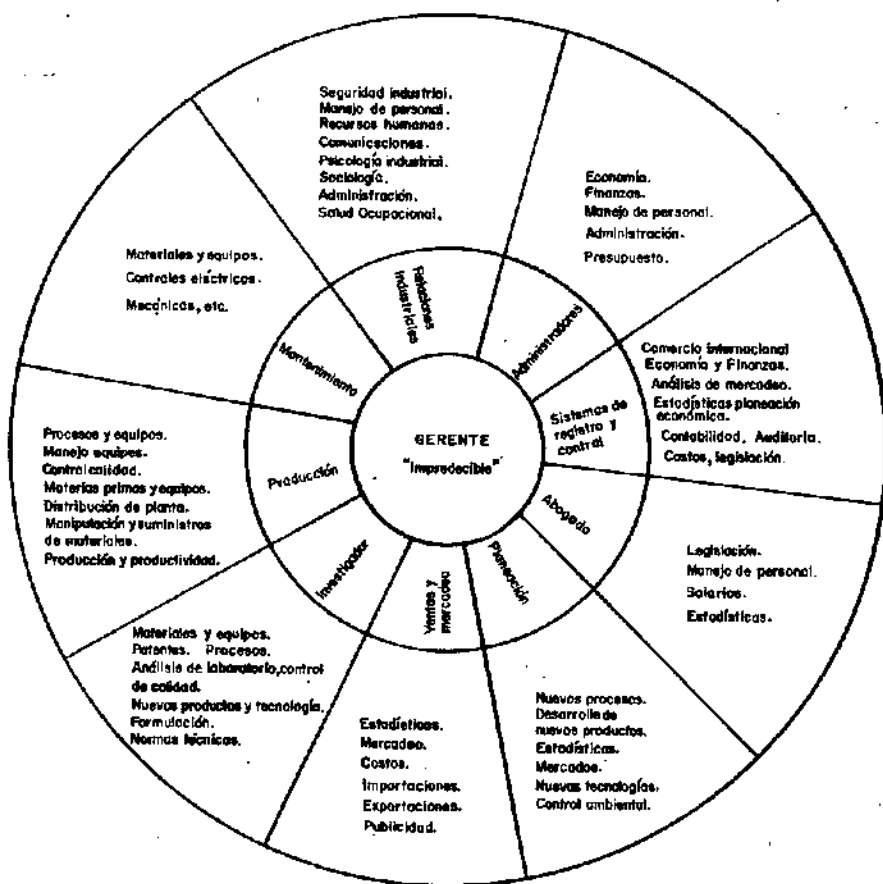 Seguridad industrial.
Manejo de personal.
Recursos humanas.
Comunicaciones.
Psicología industrial.
Sociología.
Administración.
Salud Ocupacional.
Economía.
Finanzas.
Manejo de personal.
Administración.
Presupuesto.
Comercio internacional
Economía y Finanzas.
Análisis de mercadeo.
Estadísticas planeación
económica.
Contabilidad. Auditoría.
Costos, legislación.
Legislación.
Manejo de personal.
Salarios.
Estadísticas.
Nuevos procesos.
Desarrollo de
nuevos productos.
Estadísticas.
Mercados.
Nuevas tecnologías.
Control ambiental.
Estadísticas.
Mercadeo.
Costos.
Importaciones.
Exportaciones.
Publicidad.
Materiales y equipos.
Patentes. Procesos.
Análisis de laboratorio, control
de calidad.
Nuevos productos y tecnología.
Formulación.
Normas técnicas.
Procesos y equipos.
Manejo equipos.
Control calidad.
Materias primas y equipos.
Distribución de planta.
Manipulación y suministros
de materiales.
Producción y productividad.
Materiales y equipos.
Controles eléctricos.
Mecánicas, etc.
Relaciones
Industriales
Administradores
Sistemas de
registro y
control
Abogado
Planeación
Ventas y
mercadeo
Investigador
Producción
Mantenimiento
GERENTE
"Impredecible"